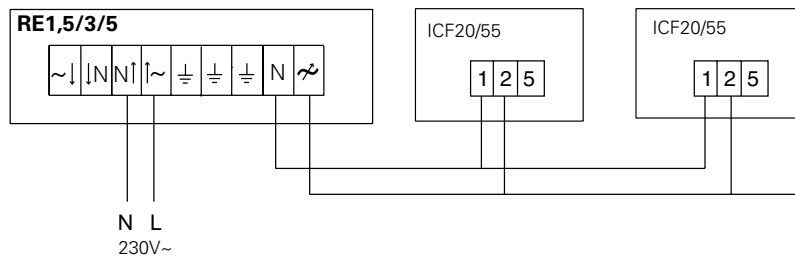 RE1,5/3/5
ICF20/55
ICF20/55
~↓ ↓N N↑ ↑~ ⏚ ⏚ ⏚ N
1 2 5
1 2 5
N L
230V~